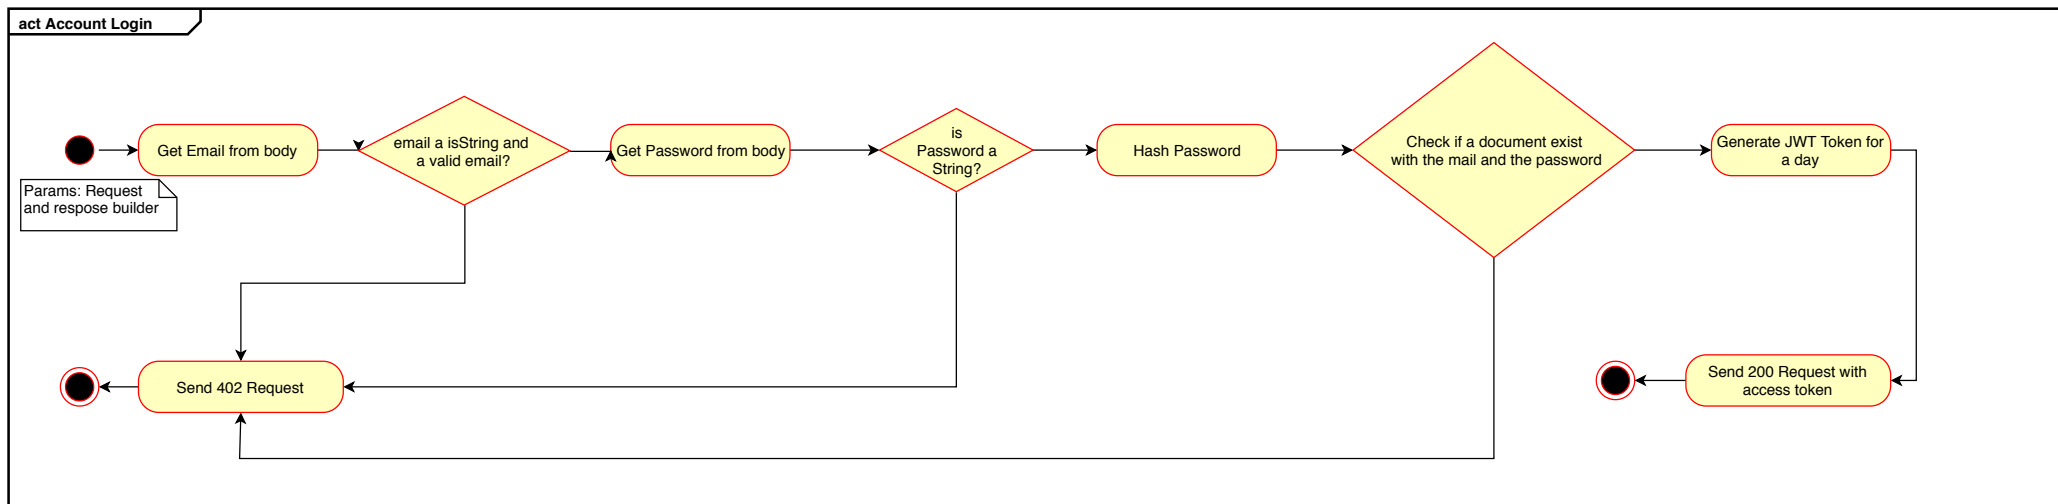 act Account Login
Get Email from body
email a isString and
a valid email?
Get Password from body
is
Password a
String?
Hash Password
Check if a document exist
with the mail and the password
Generate JWT Token for
a day
Params: Request
and respose builder
Send 402 Request
Send 200 Request with
access token